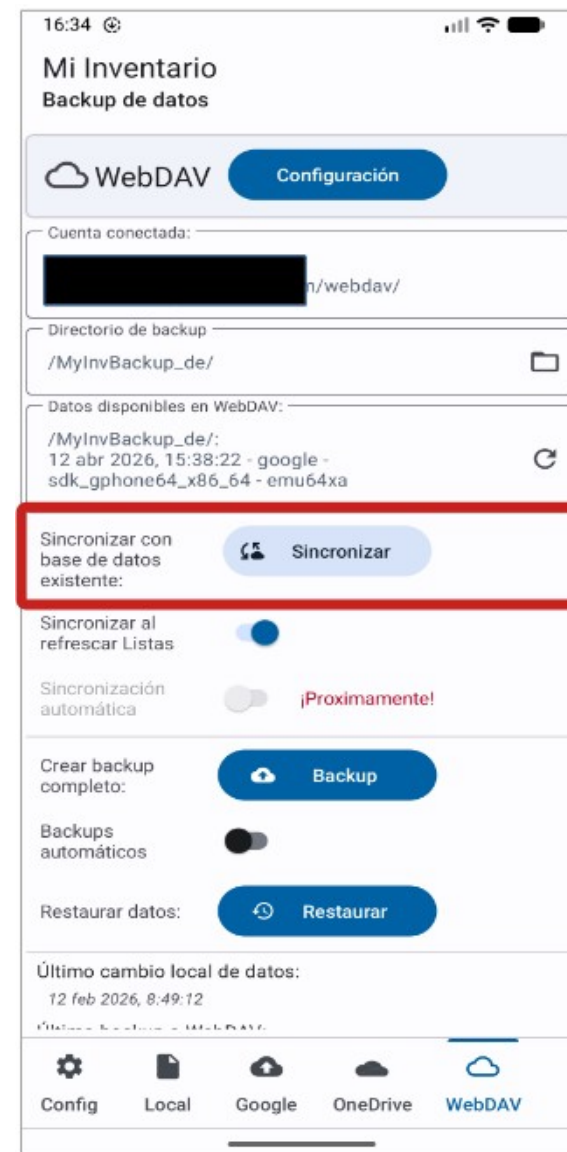 16:34
Mi Inventario
Backup de datos
WebDAV
Configuración
Cuenta conectada:
n/webdav/
Directorio de backup
/MyInvBackup_de/
Datos disponibles en WebDAV:
/MyInvBackup_de/:
12 abr 2026, 15:38:22 - google -
sdk_gphone64_x86_64 - emu64xa
Sincronizar con
base de datos
existente:
Sincronizar
Sincronizar al
refrescar Listas
Sincronización
automática
¡Proximamente!
Crear backup
completo:
Backup
Backups
automáticos
Restaurar datos:
Restaurar
Último cambio local de datos:
12 feb 2026, 8:49:12
Último backup a WebDAV:
Config
Local
Google
OneDrive
WebDAV